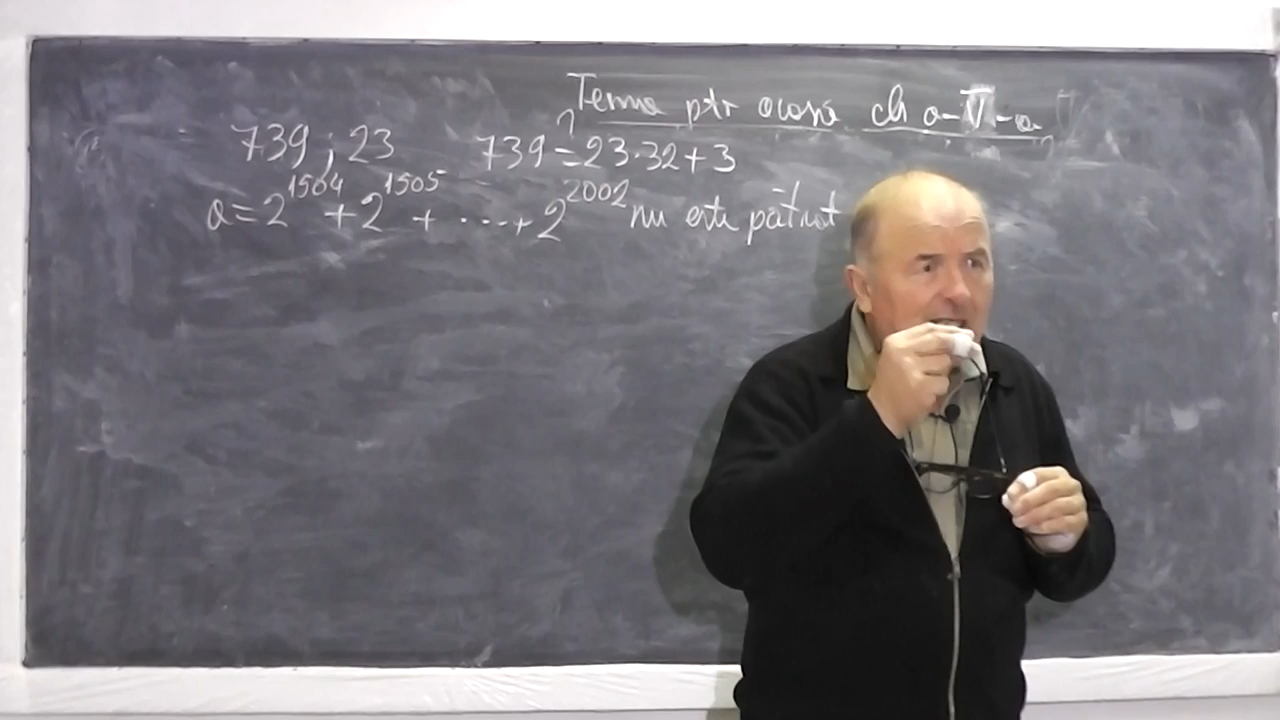 Tema ptr acasă cls a-V-a
739 ; 23 739 = 23·32+3
a=2^1504+2^1505+ ....+ 2^2002 nu este pătrat